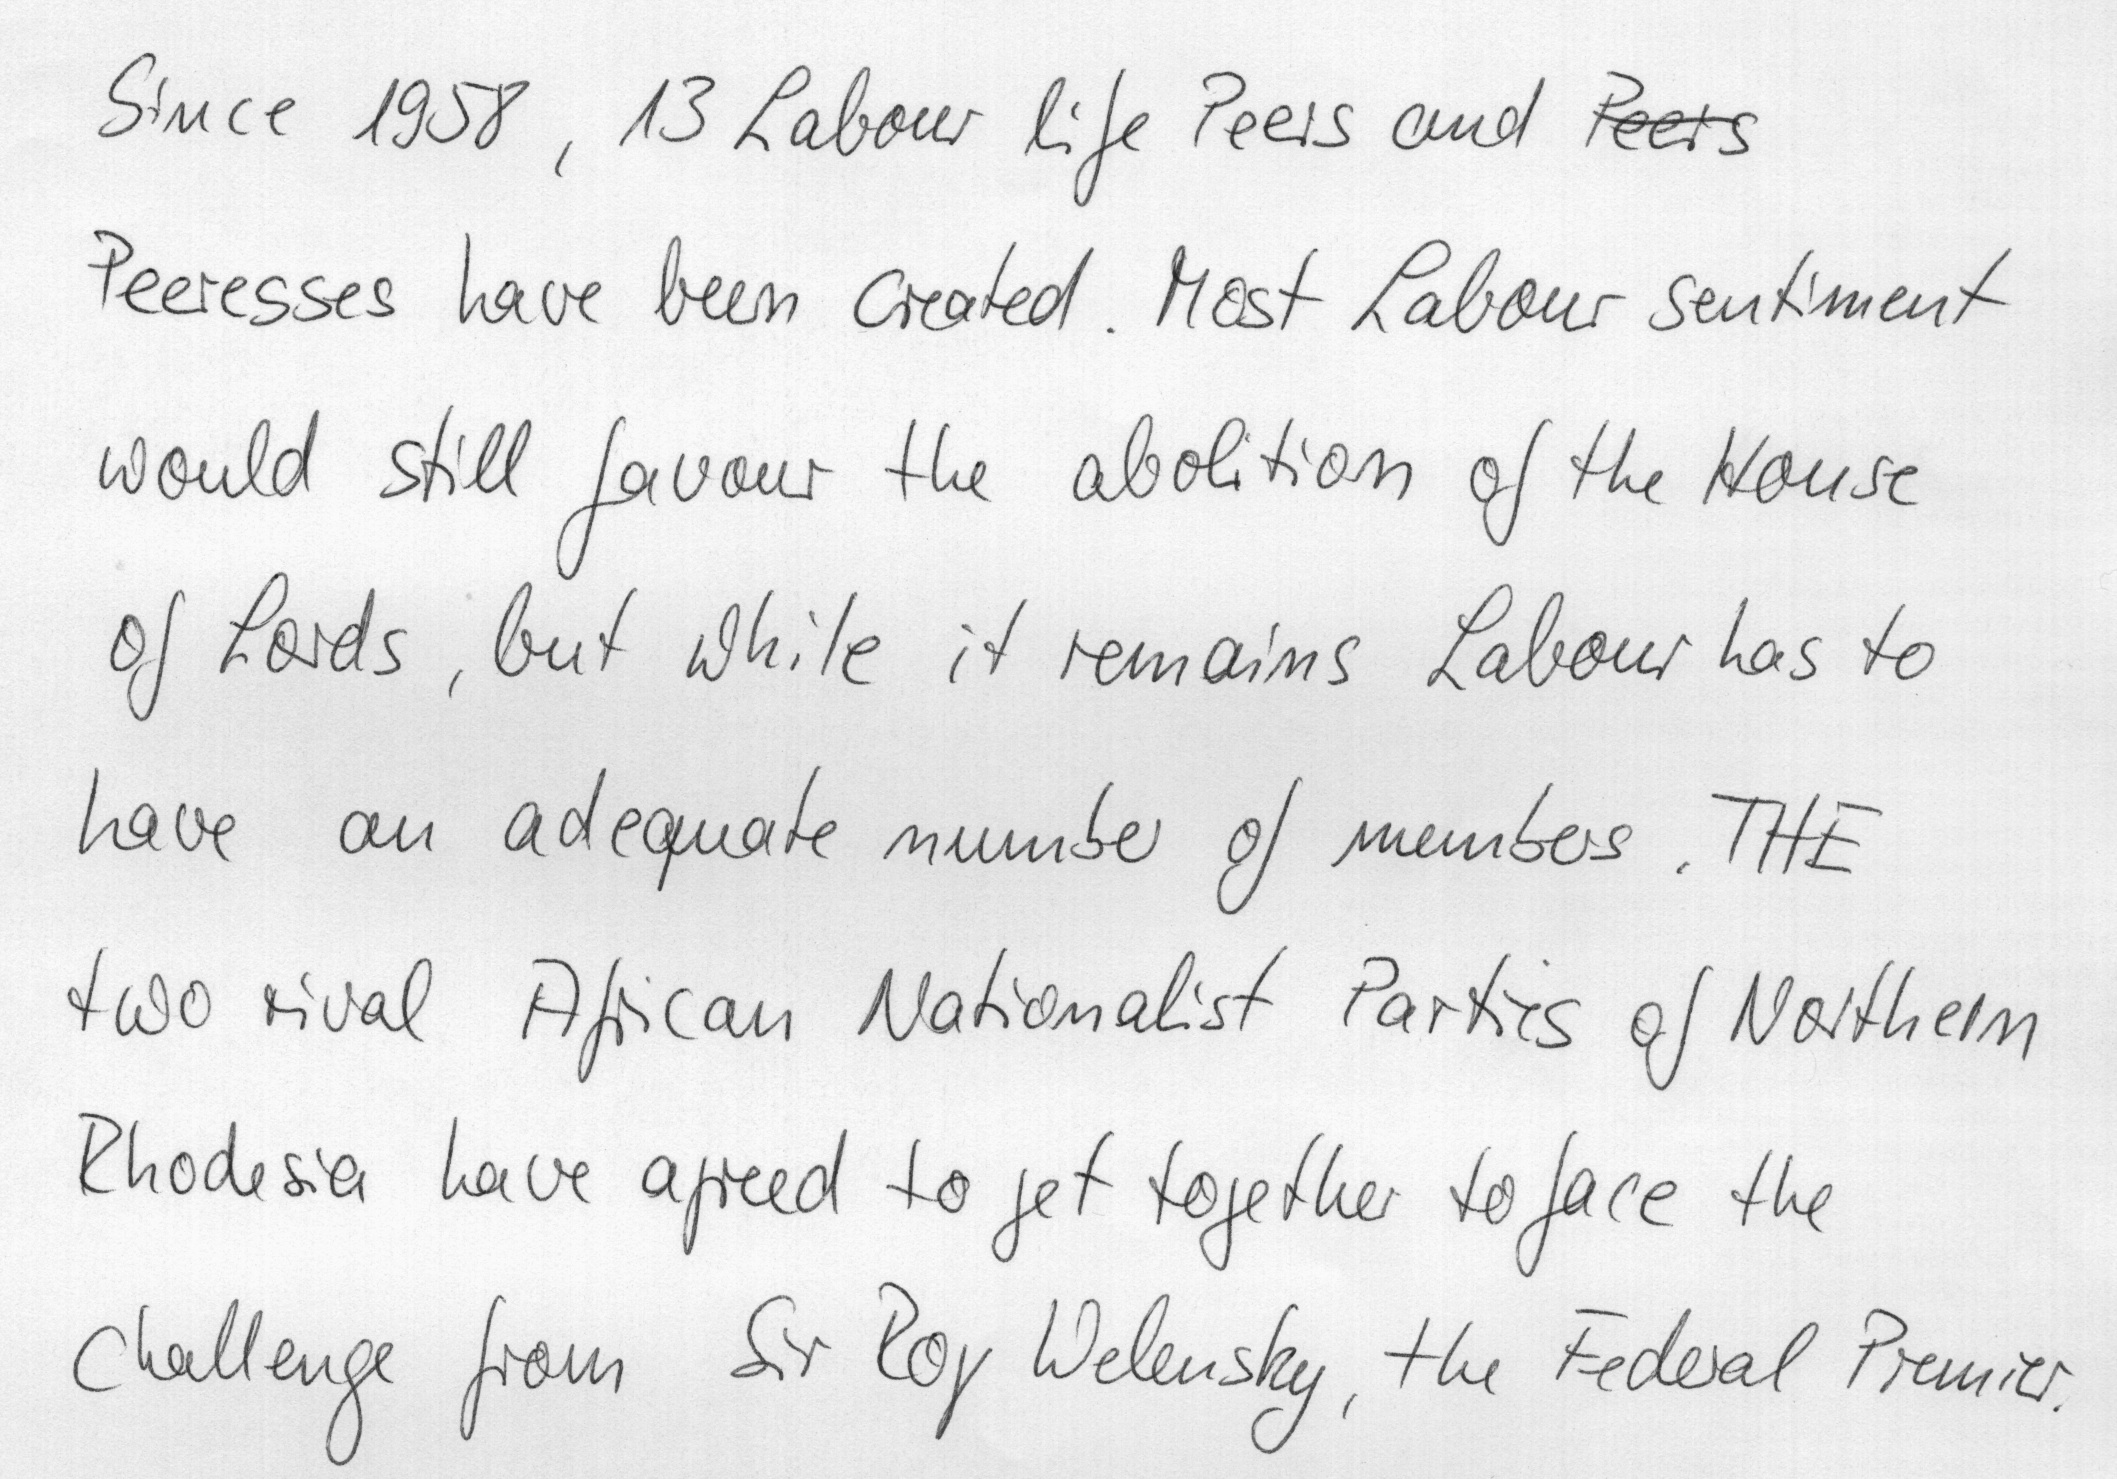 Since 1958, 13 Labour life Peers and Peers
Peeresses have been created. Most Labour sentiment
would still favour the abolition of the House
of Lords, but while it remains Labour has to
have an adequate number of members. THE
two rival African Nationalist Parties of Northern
Rhodesia have agreed to get together to face the
challenge from Sir Roy Welensky, the Federal Premier.